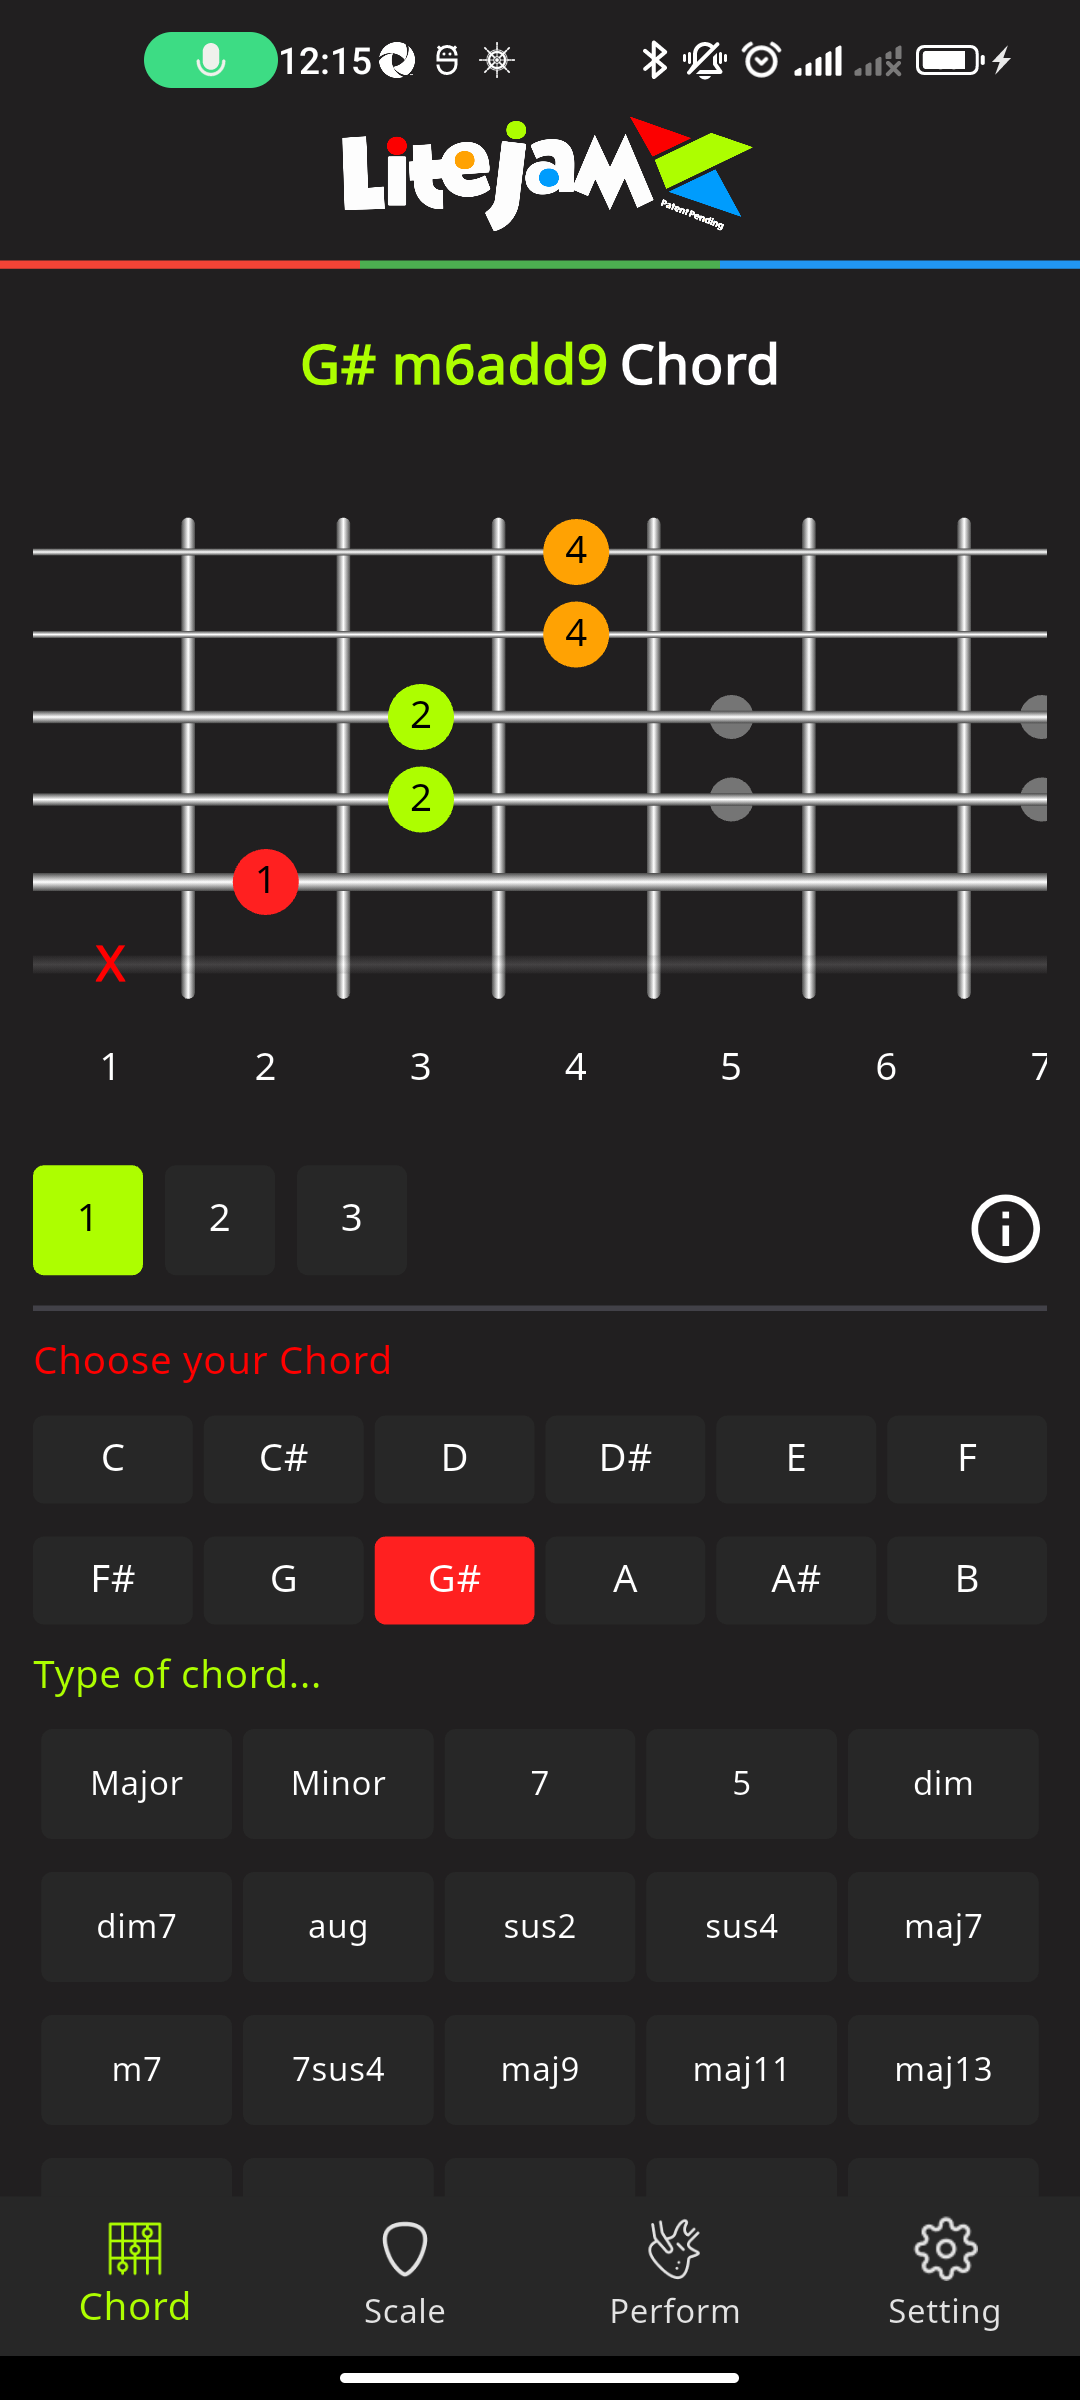 12:15
LiteJam
Patent Pending
G# m6add9 Chord
4
4
2
2
1
X
1 2 3 4 5 6 7
1 2 3
Choose your Chord
C C# D D# E F
F# G G# A A# B
Type of chord...
Major Minor 7 5 dim
dim7 aug sus2 sus4 maj7
m7 7sus4 maj9 maj11 maj13
Chord Scale Perform Setting